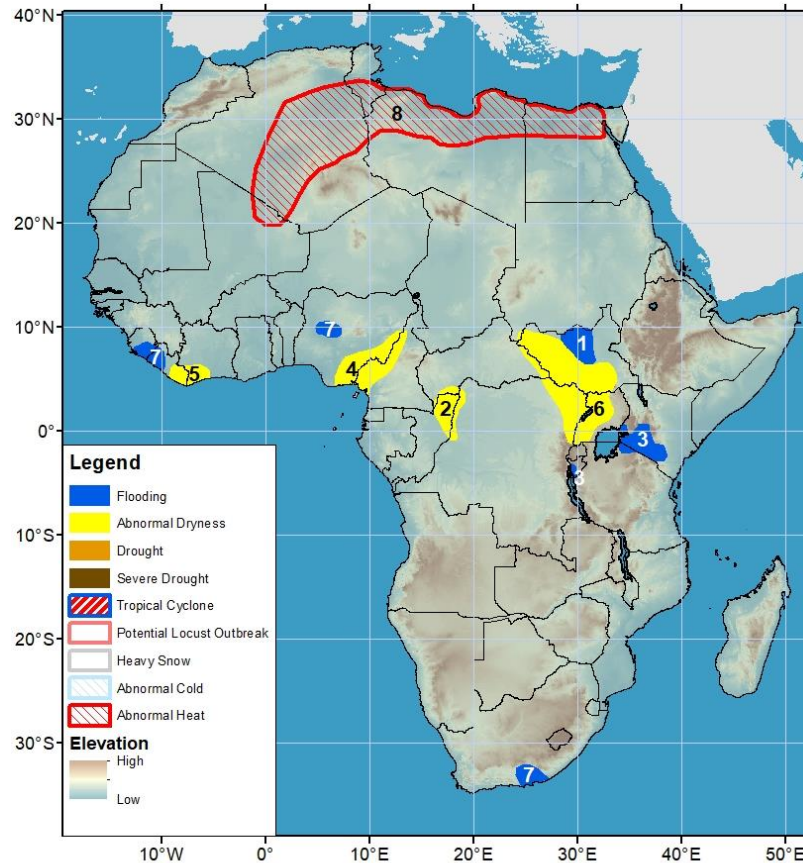 40°N
30°N
20°N
10°N
0°
10°S
20°S
30°S
8
7
1
7
5
4
2
6
3
3
7
Legend
Flooding
Abnormal Dryness
Drought
Severe Drought
Tropical Cyclone
Potential Locust Outbreak
Heavy Snow
Abnormal Cold
Abnormal Heat
Elevation
High
Low
10°W 0° 10°E 20°E 30°E 40°E 50°E